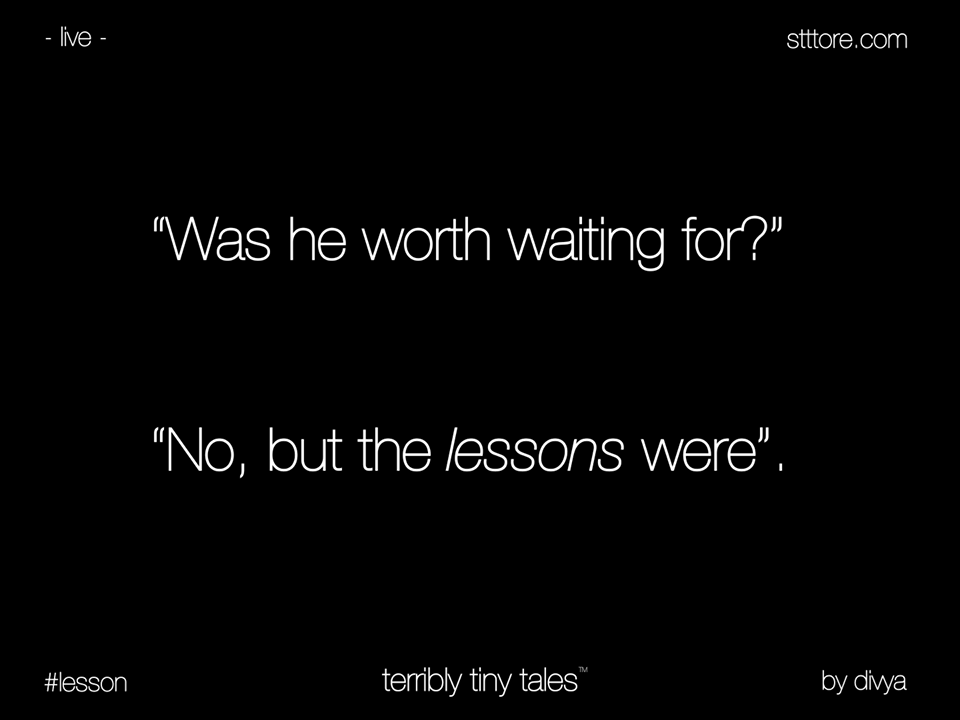 - live -
stttore.com
“Was he worth waiting for?”
“No, but the lessons were”.
#lesson
terribly tiny tales™
by divya